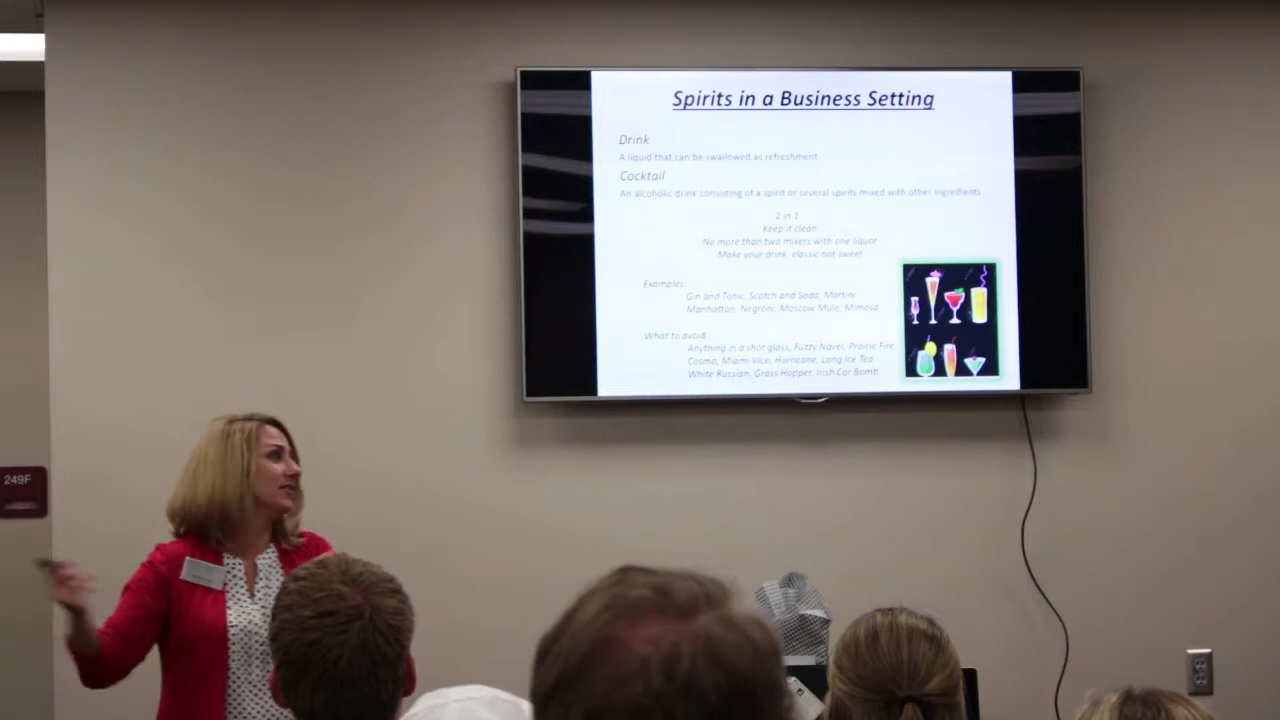 Spirits in a Business Setting
Drink
A liquid that can be swallowed as refreshment
Cocktail
An alcoholic drink consisting of a spirit or several spirits mixed with other ingredients
2 in 1
Keep it clean
No more than two mixers with one liquor
Make your drink classic not sweet
Examples:
Gin and Tonic, Scotch and Soda, Martini
Manhattan, Negroni, Moscow Mule, Mimosa
What to avoid
Anything in a shot glass, Fuzzy Navel, Prairie Fire
Cosmo, Miami Vice, Hurricane, Long Ice Tea
White Russian, Grass Hopper, Irish Car Bomb
249F